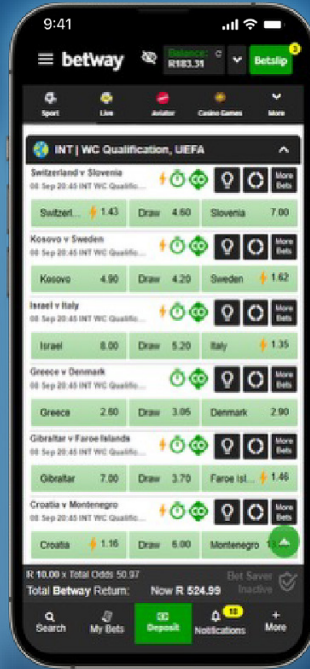 9:41
betway
Balance:
R183.31
Betslip
3
Sport
Live
Aviator
Casino Games
More
INT | WC Qualification, UEFA
Switzerland v Slovenia
08 Sep 20:45 INT WC Qualific...
More Bets
Switzerl... 1.43 Draw 4.60 Slovenia 7.00
Kosovo v Sweden
08 Sep 20:45 INT WC Qualific...
More Bets
Kosovo 4.90 Draw 4.20 Sweden 1.62
Israel v Italy
08 Sep 20:45 INT WC Qualific...
More Bets
Israel 8.00 Draw 5.20 Italy 1.35
Greece v Denmark
08 Sep 20:45 INT WC Qualific...
More Bets
Greece 2.60 Draw 3.05 Denmark 2.90
Gibraltar v Faroe Islands
08 Sep 20:45 INT WC Qualific...
More Bets
Gibraltar 7.00 Draw 3.70 Faroe Isl... 1.46
Croatia v Montenegro
08 Sep 20:45 INT WC Qualific...
More Bets
Croatia 1.16 Draw 6.00 Montenegro
R 10.00 x Total Odds 50.97
Bet Saver
Total Betway Return: Now R 524.99
Inactive
Search
My Bets
Deposit
18
Notifications
More